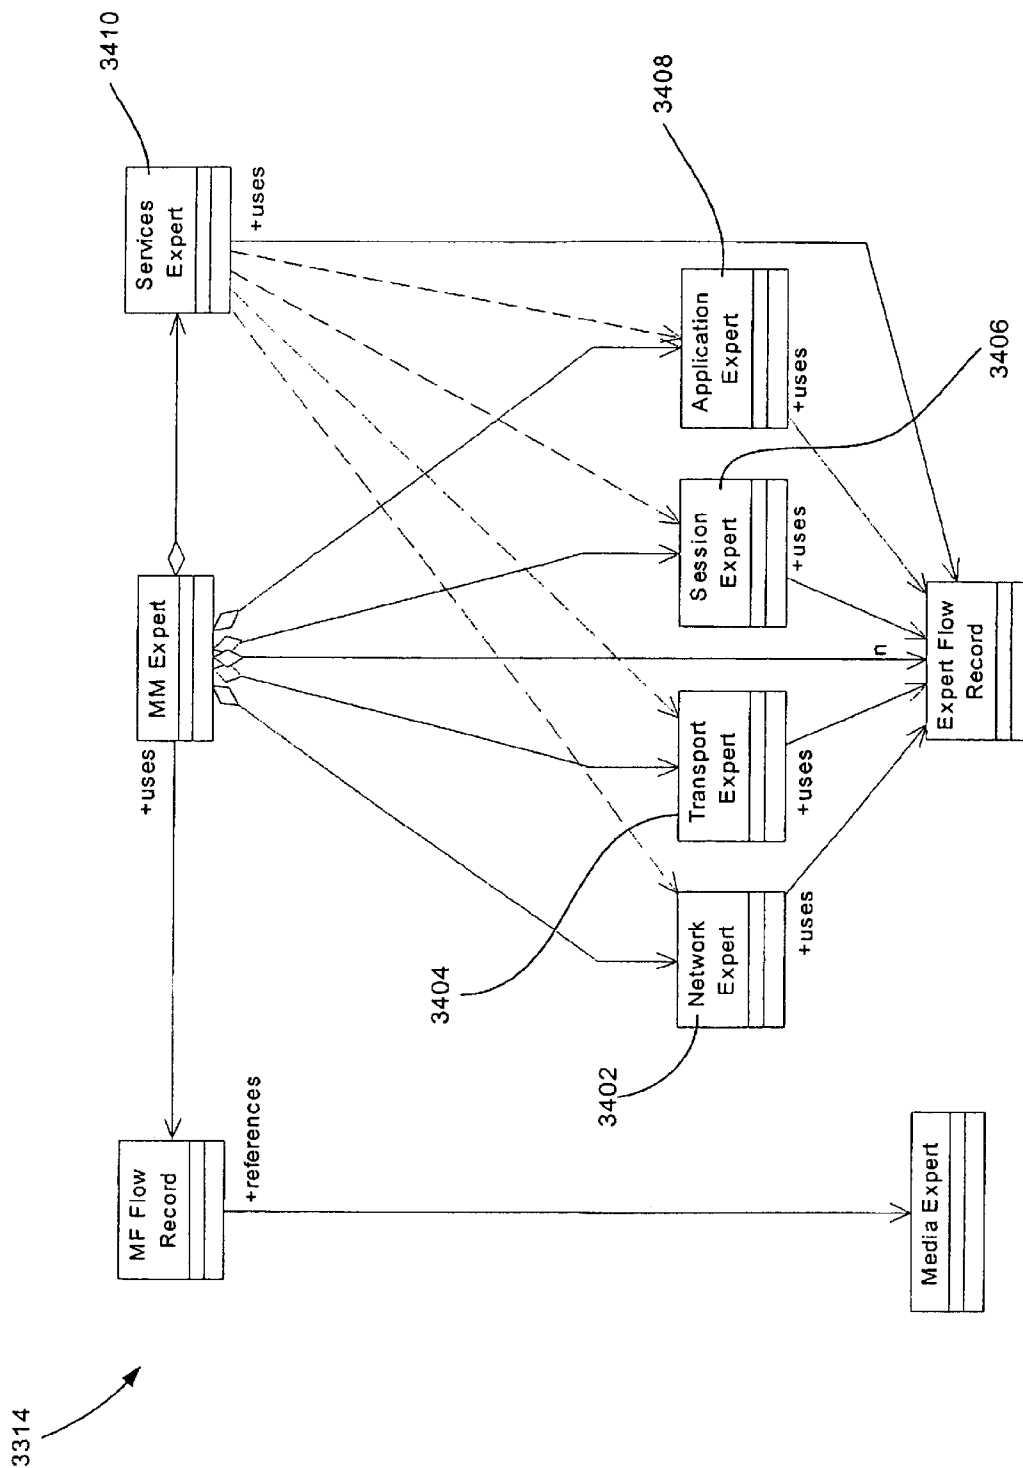 3314
MF Flow
Record
+references
Media Expert
+uses
MM Expert
Services
Expert
3410
+uses
3402
Network
Expert
+uses
3404
Transport
Expert
+uses
Session
Expert
+uses
3406
Application
Expert
+uses
3408
n
Expert Flow
Record